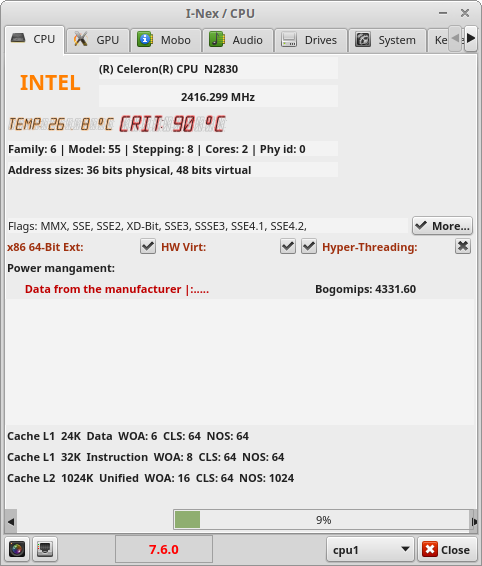 I-Nex / CPU
CPU GPU Mobo Audio Drives System Ke
INTEL
(R) Celeron(R) CPU N2830
2416.299 MHz
TEMP: 26 8 °C CRIT: 90 °C
Family: 6 | Model: 55 | Stepping: 8 | Cores: 2 | Phy id: 0
Address sizes: 36 bits physical, 48 bits virtual
Flags: MMX, SSE, SSE2, XD-Bit, SSE3, SSSE3, SSE4.1, SSE4.2,
More...
x86 64-Bit Ext: HW Virt: Hyper-Threading:
Power mangament:
Data from the manufacturer |:..... Bogomips: 4331.60
Cache L1 24K Data WOA: 6 CLS: 64 NOS: 64
Cache L1 32K Instruction WOA: 8 CLS: 64 NOS: 64
Cache L2 1024K Unified WOA: 16 CLS: 64 NOS: 1024
9%
7.6.0 cpu1 Close